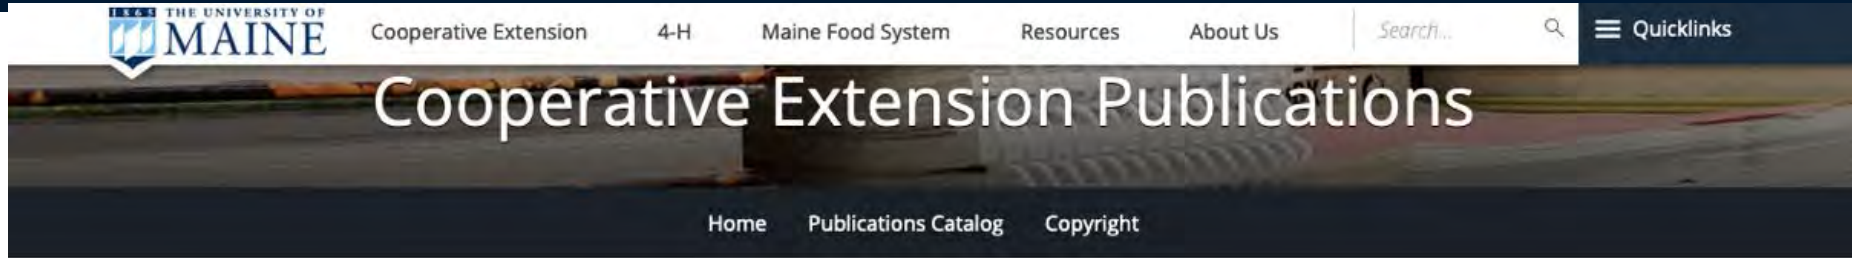 1865 THE UNIVERSITY OF
MAINE
Cooperative Extension 4-H Maine Food System Resources About Us Search... Quicklinks
Cooperative Extension Publications
Home Publications Catalog Copyright